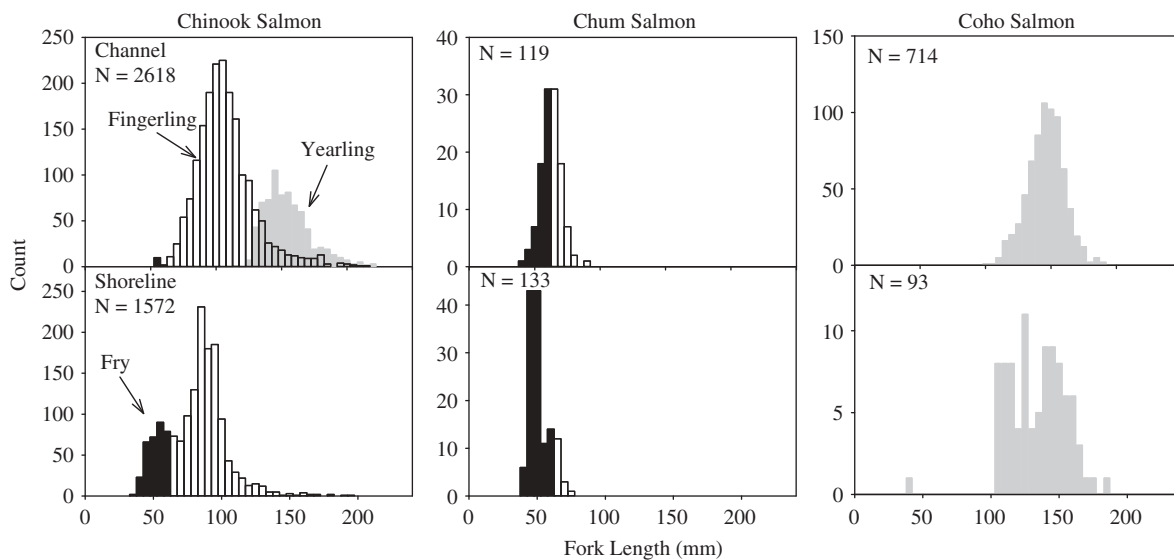 Chinook Salmon Chum Salmon Coho Salmon
Count
250
200
150
100
50
0
Channel
N = 2618
Fingerling
Yearling
40
30
20
10
0
N = 119
150
100
50
0
N = 714
250
200
150
100
50
0
Shoreline
N = 1572
Fry
40
30
20
10
0
N = 133
10
5
0
N = 93
0 50 100 150 200 0 50 100 150 200 0 50 100 150 200
Fork Length (mm)